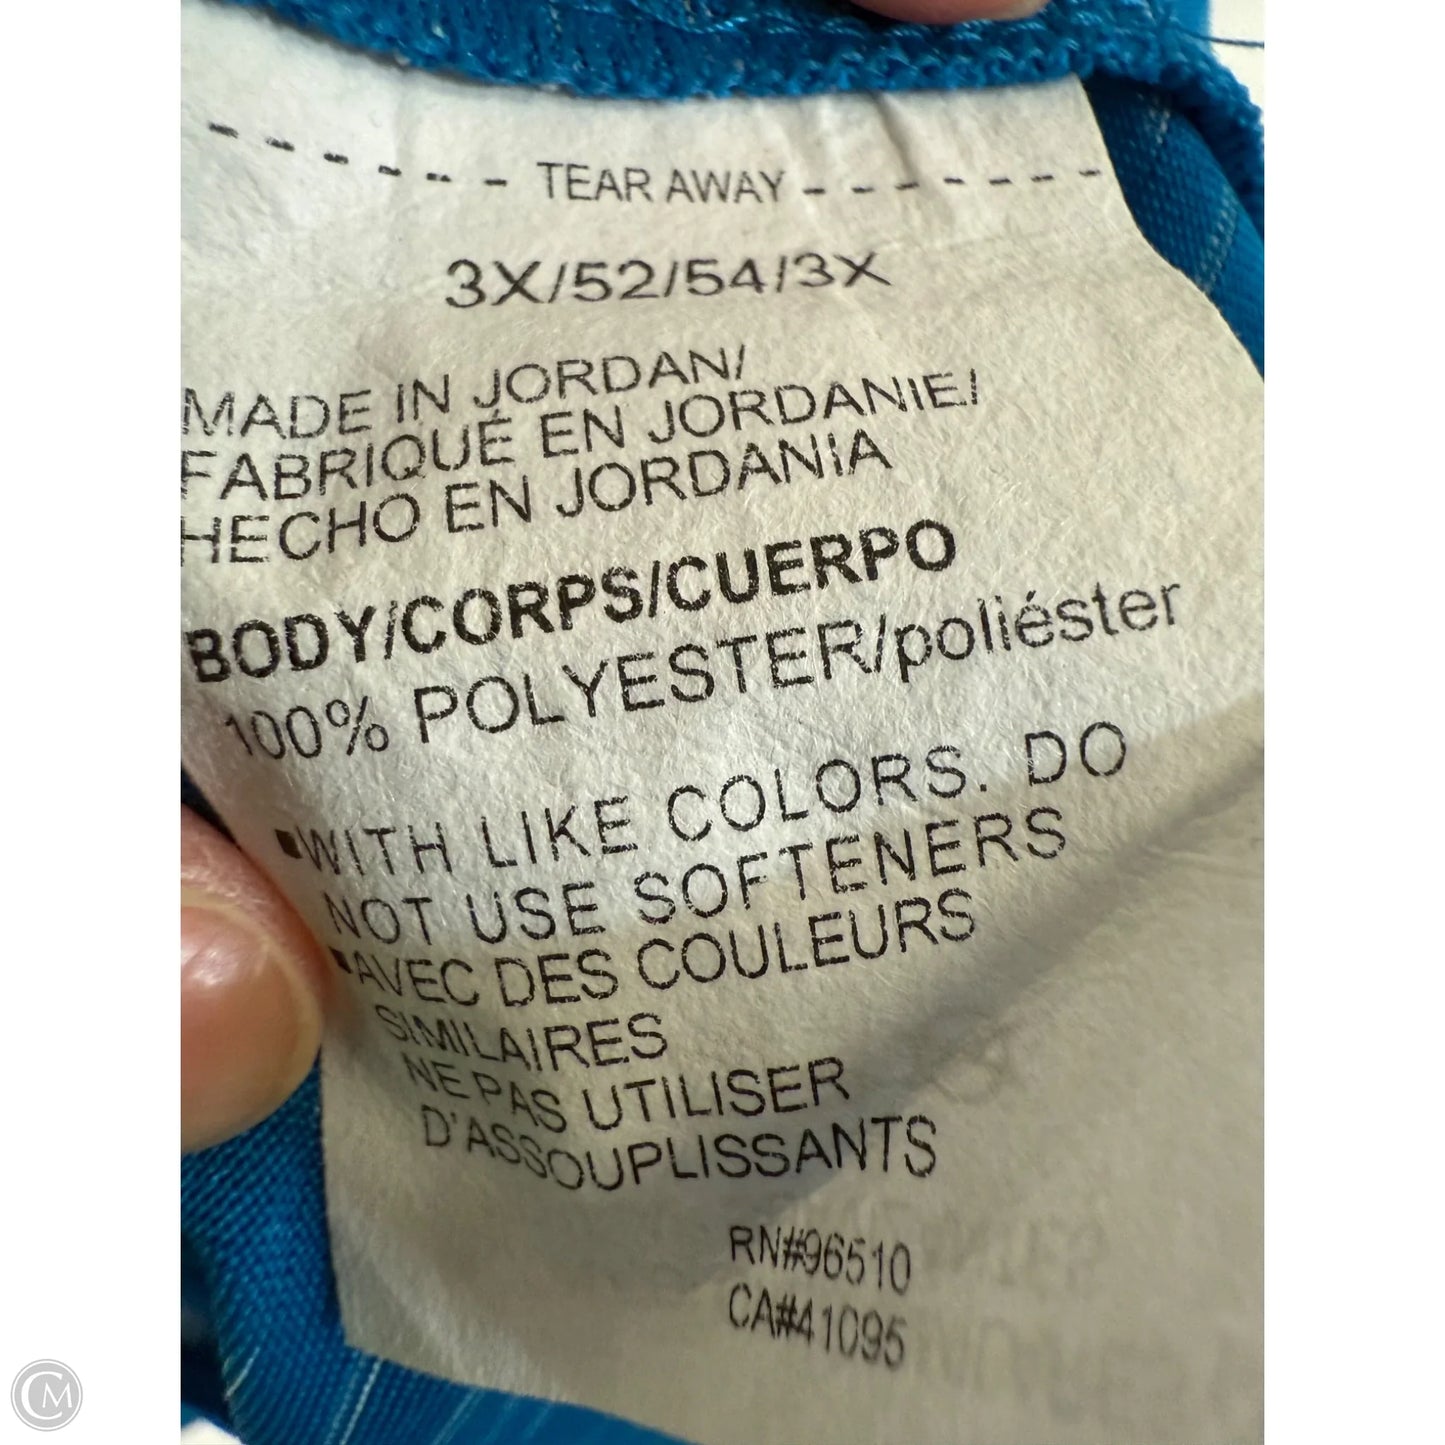 TEAR AWAY
3X/52/54/3X
MADE IN JORDAN/
FABRIQUÉ EN JORDANIE/
HECHO EN JORDANIA
BODY/CORPS/CUERPO
100% POLYESTER/poliéster
▪WITH LIKE COLORS. DO
NOT USE SOFTENERS
▪AVEC DES COULEURS
SIMILAIRES
NE PAS UTILISER
D'ASSOUPLISSANTS
RN#96510
CA#41095
CM